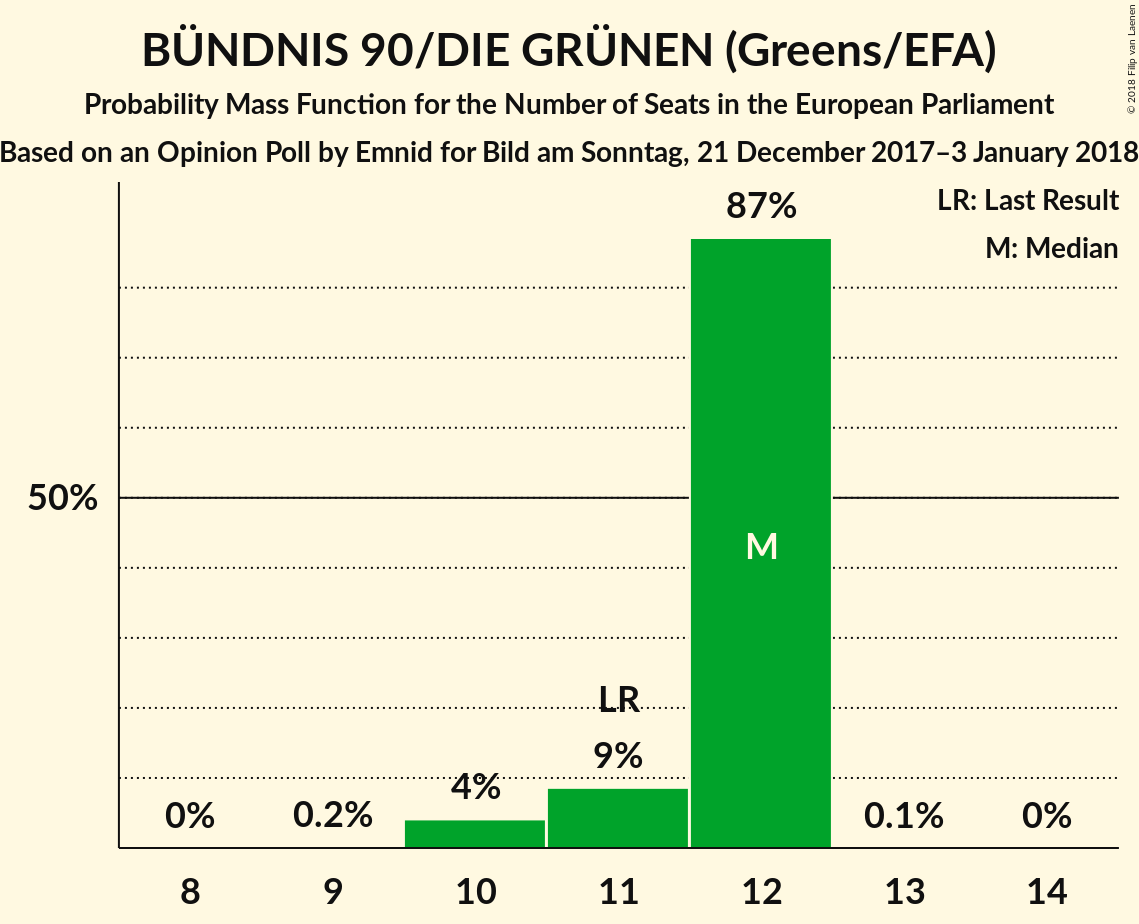 BÜNDNIS 90/DIE GRÜNEN (Greens/EFA)
Probability Mass Function for the Number of Seats in the European Parliament
Based on an Opinion Poll by Emnid for Bild am Sonntag, 21 December 2017–3 January 2018
© 2018 Filip van Laenen
LR: Last Result
M: Median
87%
50%
M
LR
9%
4%
0%
0.2%
0.1%
0%
8 9 10 11 12 13 14